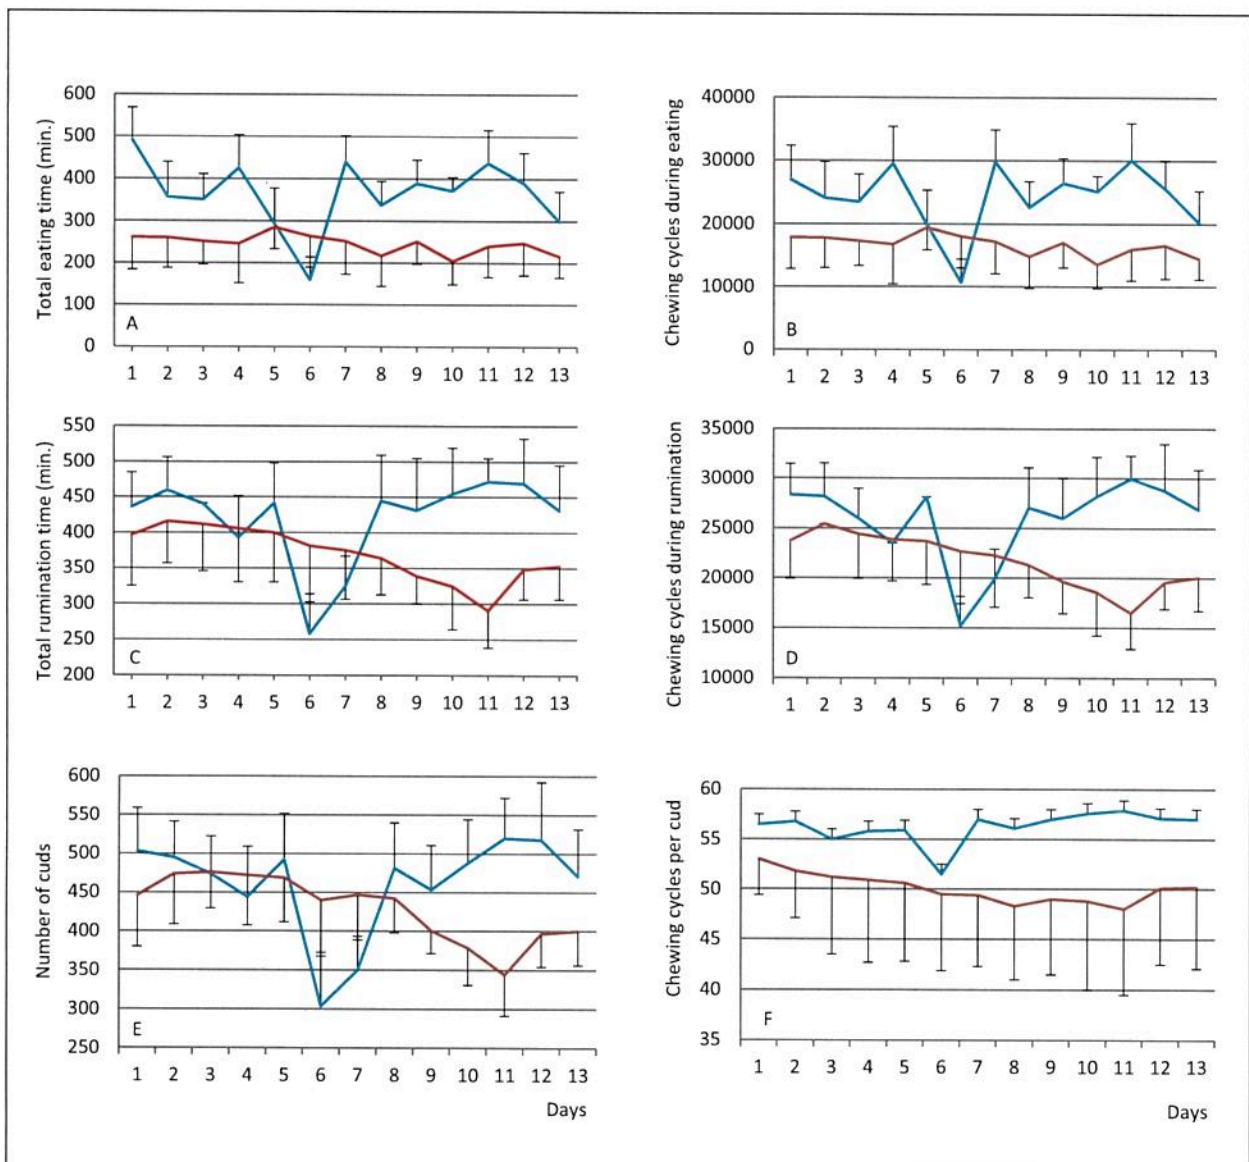 Total eating time (min.)
600
500
400
300
200
100
0
A
1 2 3 4 5 6 7 8 9 10 11 12 13
Chewing cycles during eating
40000
30000
20000
10000
0
B
1 2 3 4 5 6 7 8 9 10 11 12 13
Total rumination time (min.)
550
500
450
400
350
300
250
200
C
1 2 3 4 5 6 7 8 9 10 11 12 13
Chewing cycles during rumination
35000
30000
25000
20000
15000
10000
D
1 2 3 4 5 6 7 8 9 10 11 12 13
Number of cuds
600
550
500
450
400
350
300
250
E
1 2 3 4 5 6 7 8 9 10 11 12 13
Days
Chewing cycles per cud
60
55
50
45
40
35
F
1 2 3 4 5 6 7 8 9 10 11 12 13
Days